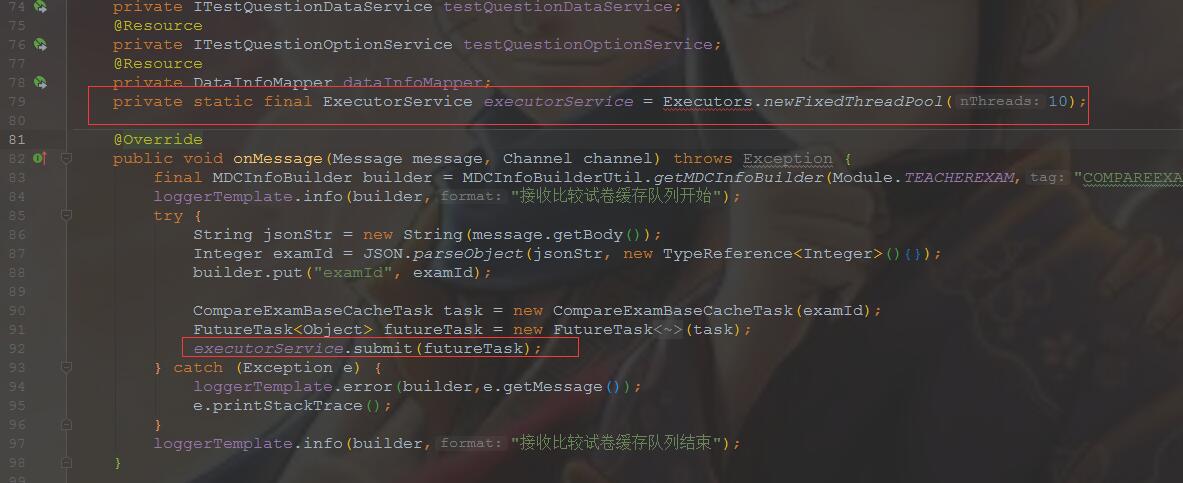 74 private ITestQuestionDataService testQuestionDataService;
75 @Resource
76 private ITestQuestionOptionService testQuestionOptionService;
77 @Resource
78 private DataInfoMapper dataInfoMapper;
79 private static final ExecutorService executorService = Executors.newFixedThreadPool( nThreads: 10);
80
81 @Override
82 public void onMessage(Message message, Channel channel) throws Exception {
83 final MDCInfoBuilder builder = MDCInfoBuilderUtil.getMDCInfoBuilder(Module.TEACHEREXAM, tag: "COMPAREEXA
84 loggerTemplate.info(builder, format: "接收比较试卷缓存队列开始");
85 try {
86 String jsonStr = new String(message.getBody());
87 Integer examId = JSON.parseObject(jsonStr, new TypeReference<Integer>(){});
88 builder.put("examId", examId);
89
90 CompareExamBaseCacheTask task = new CompareExamBaseCacheTask(examId);
91 FutureTask<Object> futureTask = new FutureTask<~>(task);
92 executorService.submit(futureTask);
93 } catch (Exception e) {
94 loggerTemplate.error(builder,e.getMessage());
95 e.printStackTrace();
96 }
97 loggerTemplate.info(builder, format: "接收比较试卷缓存队列结束");
98 }